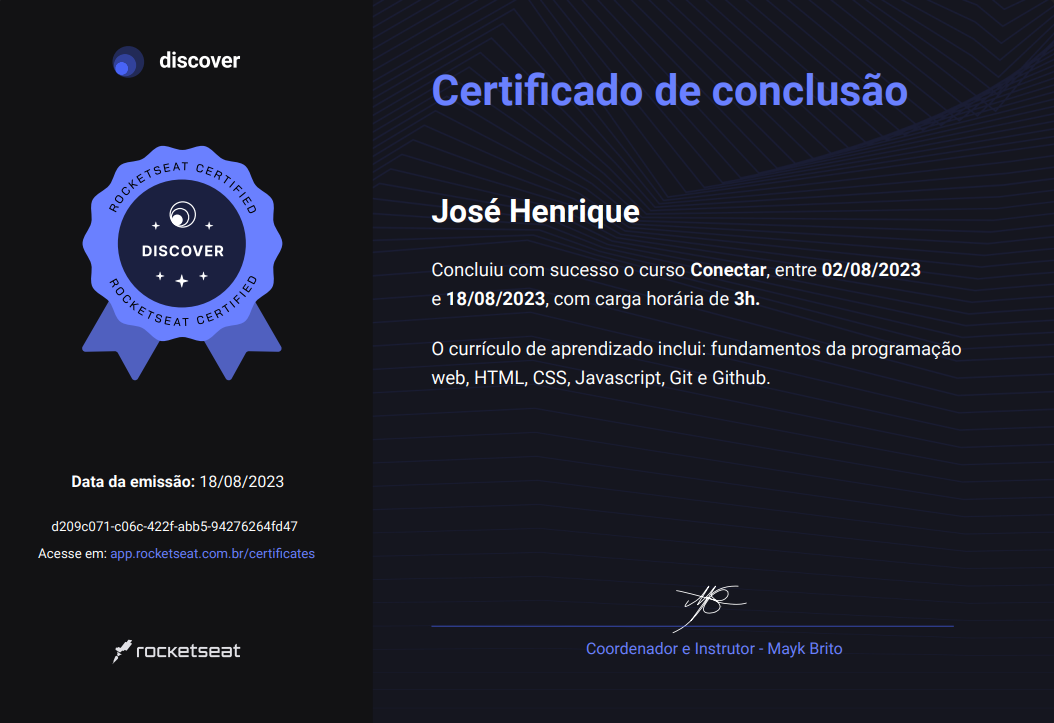 discover
ROCKETSEAT CERTIFIED
DISCOVER
ROCKETSEAT CERTIFIED
Data da emissão: 18/08/2023
d209c071-c06c-422f-abb5-94276264fd47
Acesse em: app.rocketseat.com.br/certificates
rocketseat
Certificado de conclusão
José Henrique
Concluiu com sucesso o curso Conectar, entre 02/08/2023
e 18/08/2023, com carga horária de 3h.
O currículo de aprendizado inclui: fundamentos da programação
web, HTML, CSS, Javascript, Git e Github.
Coordenador e Instrutor - Mayk Brito